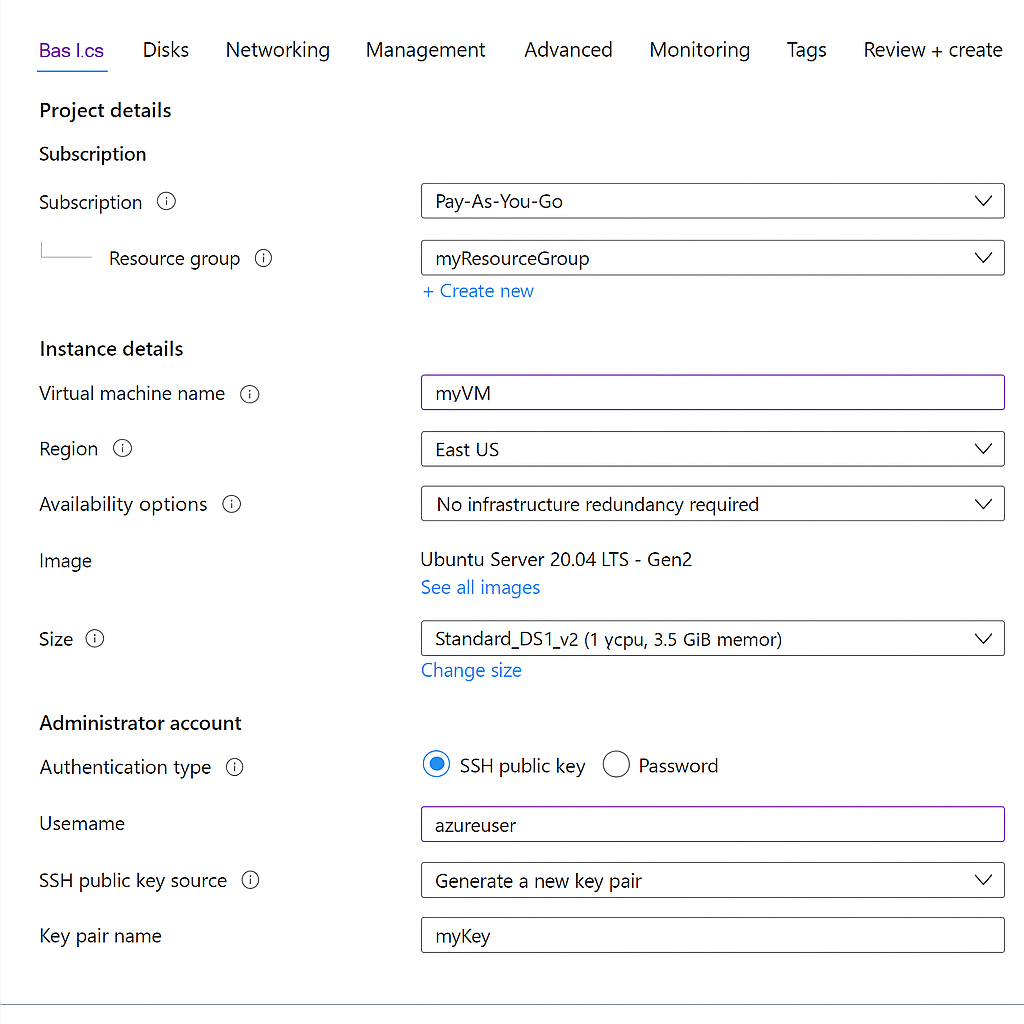 Bas l.cs Disks Networking Management Advanced Monitoring Tags Review + create
Project details
Subscription
Subscription Pay-As-You-Go
Resource group myResourceGroup
+ Create new
Instance details
Virtual machine name myVM
Region East US
Availability options No infrastructure redundancy required
Image Ubuntu Server 20.04 LTS - Gen2
See all images
Size Standard_DS1_v2 (1 ycpu, 3.5 GiB memor)
Change size
Administrator account
Authentication type SSH public key Password
Usemame azureuser
SSH public key source Generate a new key pair
Key pair name myKey